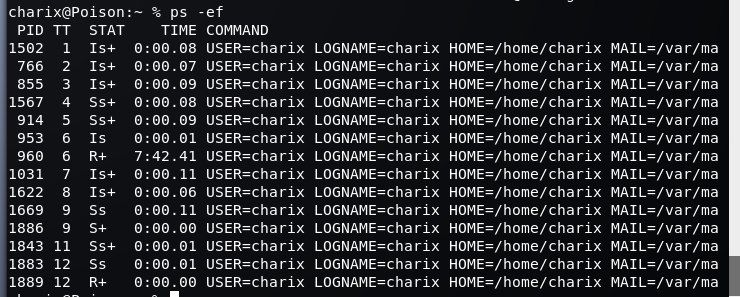 charix@Poison:~ % ps -ef
PID TT STAT TIME COMMAND
1502 1 Is+ 0:00.08 USER=charix LOGNAME=charix HOME=/home/charix MAIL=/var/ma
766 2 Is+ 0:00.07 USER=charix LOGNAME=charix HOME=/home/charix MAIL=/var/ma
855 3 Is+ 0:00.09 USER=charix LOGNAME=charix HOME=/home/charix MAIL=/var/ma
1567 4 Ss+ 0:00.08 USER=charix LOGNAME=charix HOME=/home/charix MAIL=/var/ma
914 5 Ss+ 0:00.09 USER=charix LOGNAME=charix HOME=/home/charix MAIL=/var/ma
953 6 Is 0:00.01 USER=charix LOGNAME=charix HOME=/home/charix MAIL=/var/ma
960 6 R+ 7:42.41 USER=charix LOGNAME=charix HOME=/home/charix MAIL=/var/ma
1031 7 Is+ 0:00.11 USER=charix LOGNAME=charix HOME=/home/charix MAIL=/var/ma
1622 8 Is+ 0:00.06 USER=charix LOGNAME=charix HOME=/home/charix MAIL=/var/ma
1669 9 Ss 0:00.11 USER=charix LOGNAME=charix HOME=/home/charix MAIL=/var/ma
1886 9 S+ 0:00.00 USER=charix LOGNAME=charix HOME=/home/charix MAIL=/var/ma
1843 11 Ss+ 0:00.01 USER=charix LOGNAME=charix HOME=/home/charix MAIL=/var/ma
1883 12 Ss 0:00.01 USER=charix LOGNAME=charix HOME=/home/charix MAIL=/var/ma
1889 12 R+ 0:00.00 USER=charix LOGNAME=charix HOME=/home/charix MAIL=/var/ma